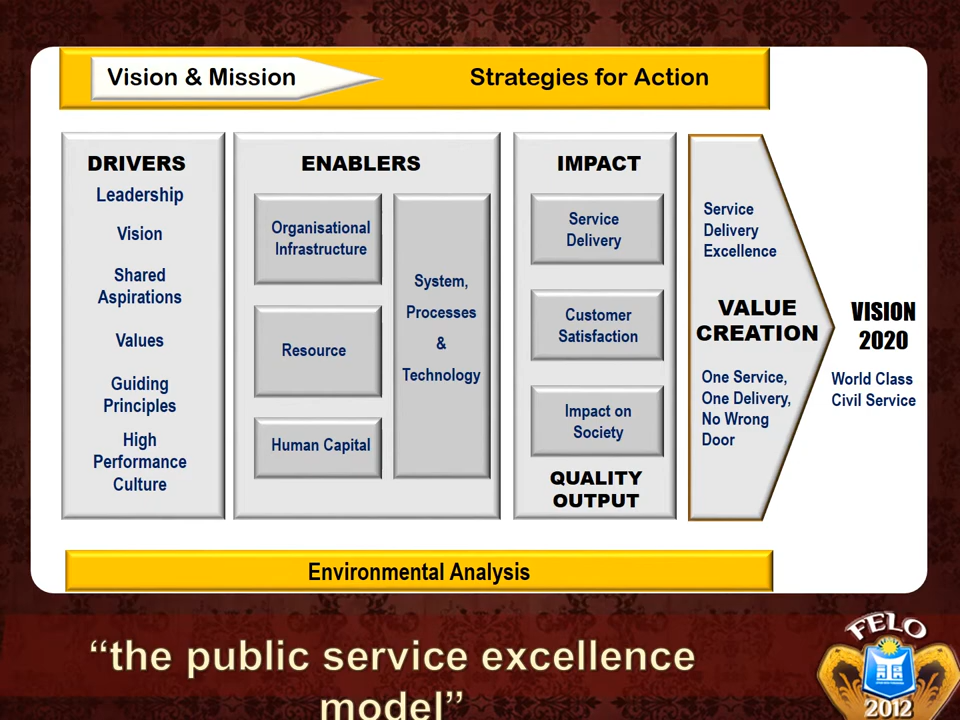 Vision & Mission
Strategies for Action
DRIVERS
Leadership
Vision
Shared
Aspirations
Values
Guiding
Principles
High
Performance
Culture
ENABLERS
Organisational
Infrastructure
Resource
Human Capital
System,
Processes
&
Technology
IMPACT
Service
Delivery
Customer
Satisfaction
Impact on
Society
QUALITY
OUTPUT
Service
Delivery
Excellence
VALUE
CREATION
One Service,
One Delivery,
No Wrong
Door
VISION
2020
World Class
Civil Service
Environmental Analysis
“the public service excellence
model”
FELO
2012